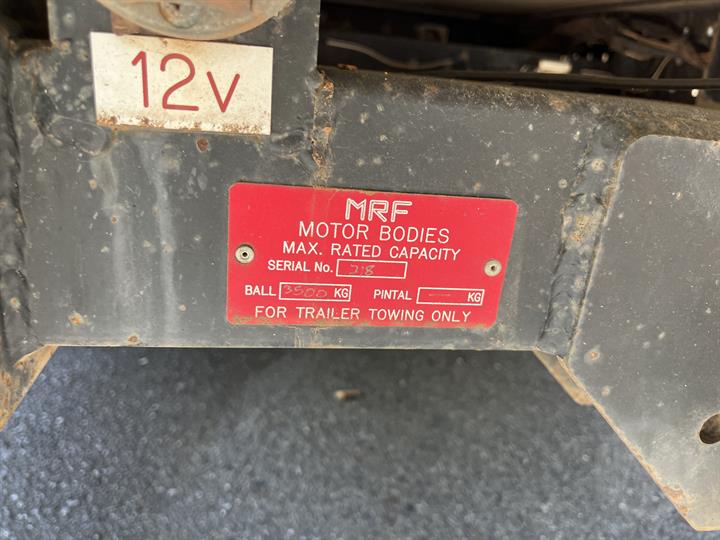 12V
MRF
MOTOR BODIES
MAX. RATED CAPACITY
SERIAL No. 218
BALL 3500 KG PINTAL — KG
FOR TRAILER TOWING ONLY